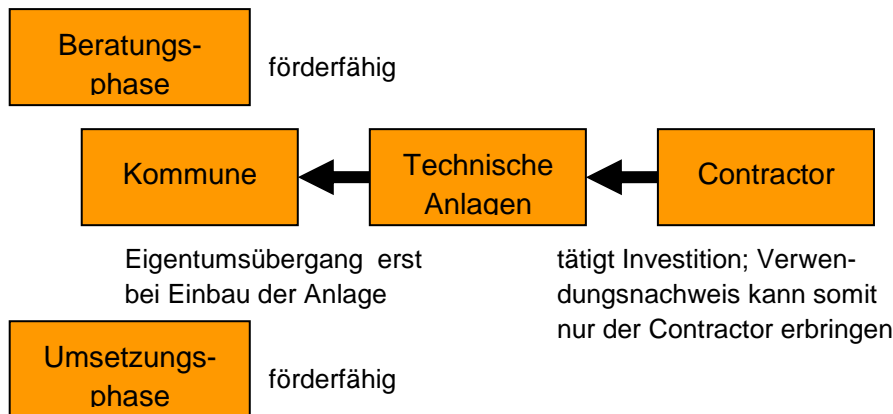 Beratungs-
phase
förderfähig
Kommune
Technische
Anlagen
Contractor
Eigentumsübergang erst
bei Einbau der Anlage
tätigt Investition; Verwen-
dungsnachweis kann somit
nur der Contractor erbringen
Umsetzungs-
phase
förderfähig